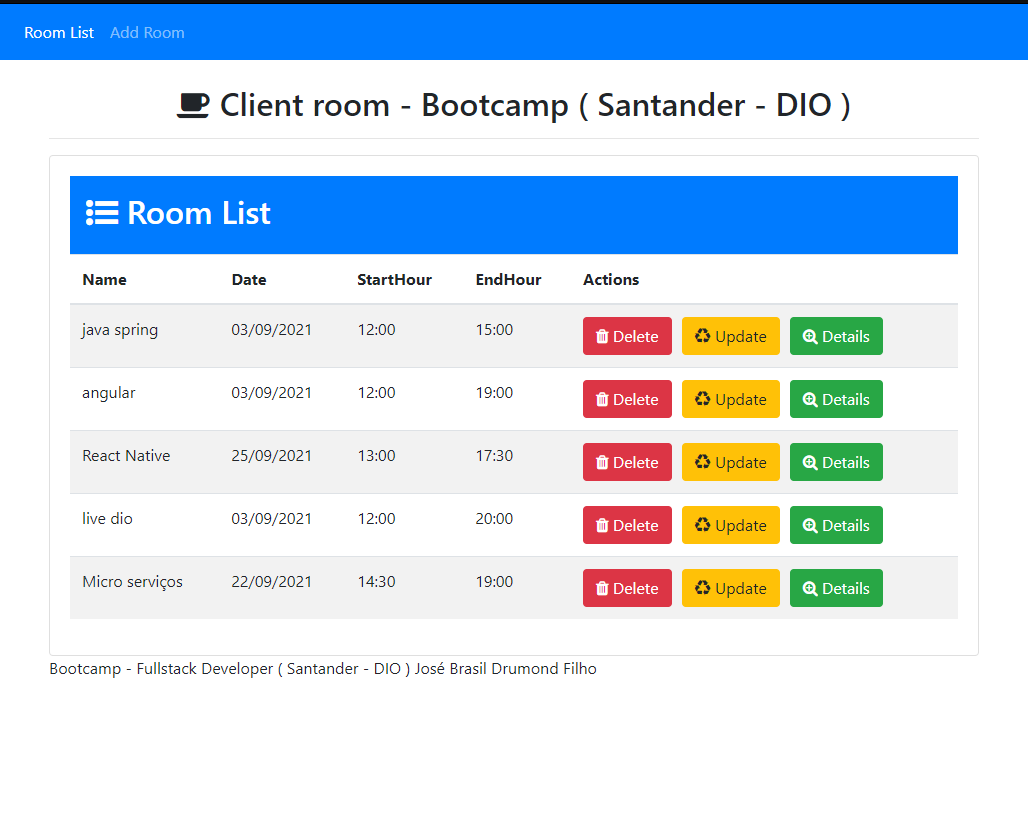 Room List Add Room
Client room - Bootcamp ( Santander - DIO )
Room List
Name Date StartHour EndHour Actions
java spring 03/09/2021 12:00 15:00 Delete Update Details
angular 03/09/2021 12:00 19:00 Delete Update Details
React Native 25/09/2021 13:00 17:30 Delete Update Details
live dio 03/09/2021 12:00 20:00 Delete Update Details
Micro serviços 22/09/2021 14:30 19:00 Delete Update Details
Bootcamp - Fullstack Developer ( Santander - DIO ) José Brasil Drumond Filho